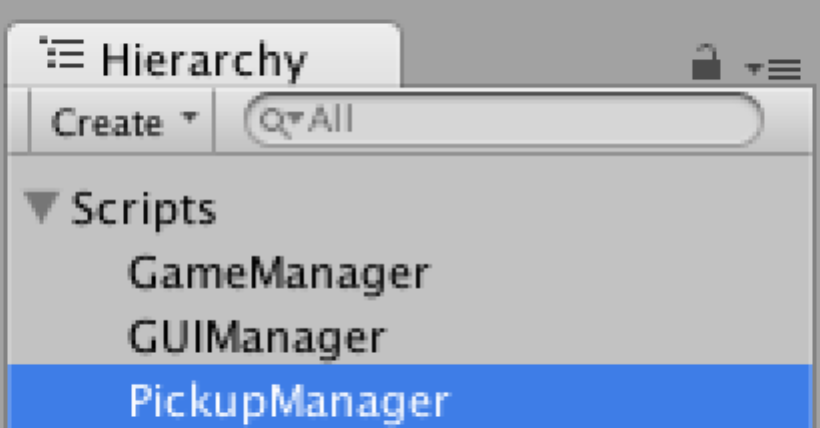 Hierarchy
Create All
Scripts
GameManager
GUIManager
PickupManager